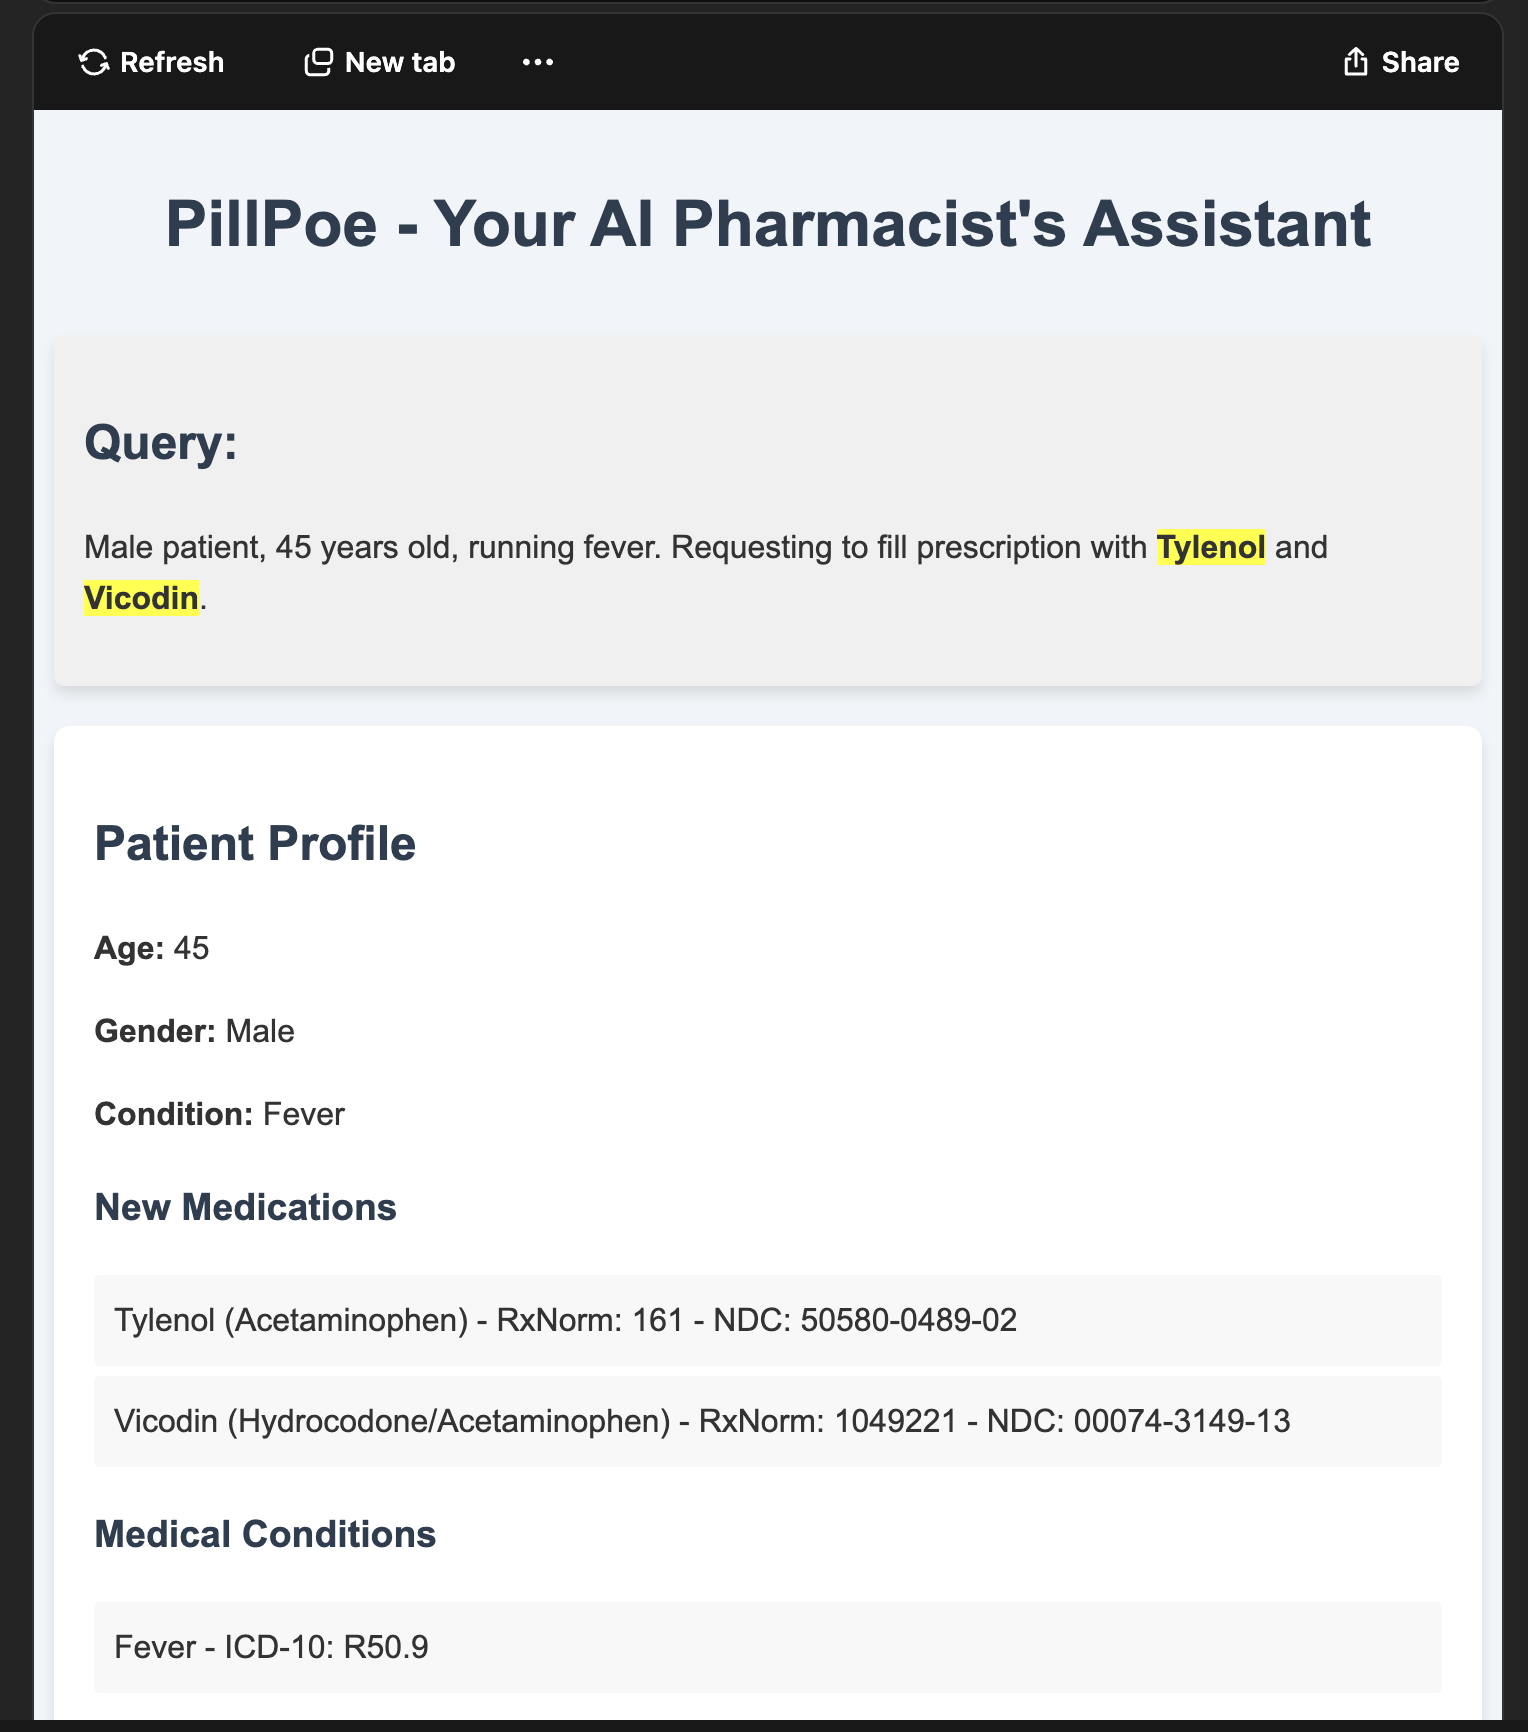 Refresh
New tab
Share
PillPoe - Your AI Pharmacist's Assistant
Query:
Male patient, 45 years old, running fever. Requesting to fill prescription with Tylenol and
Vicodin.
Patient Profile
Age: 45
Gender: Male
Condition: Fever
New Medications
Tylenol (Acetaminophen) - RxNorm: 161 - NDC: 50580-0489-02
Vicodin (Hydrocodone/Acetaminophen) - RxNorm: 1049221 - NDC: 00074-3149-13
Medical Conditions
Fever - ICD-10: R50.9